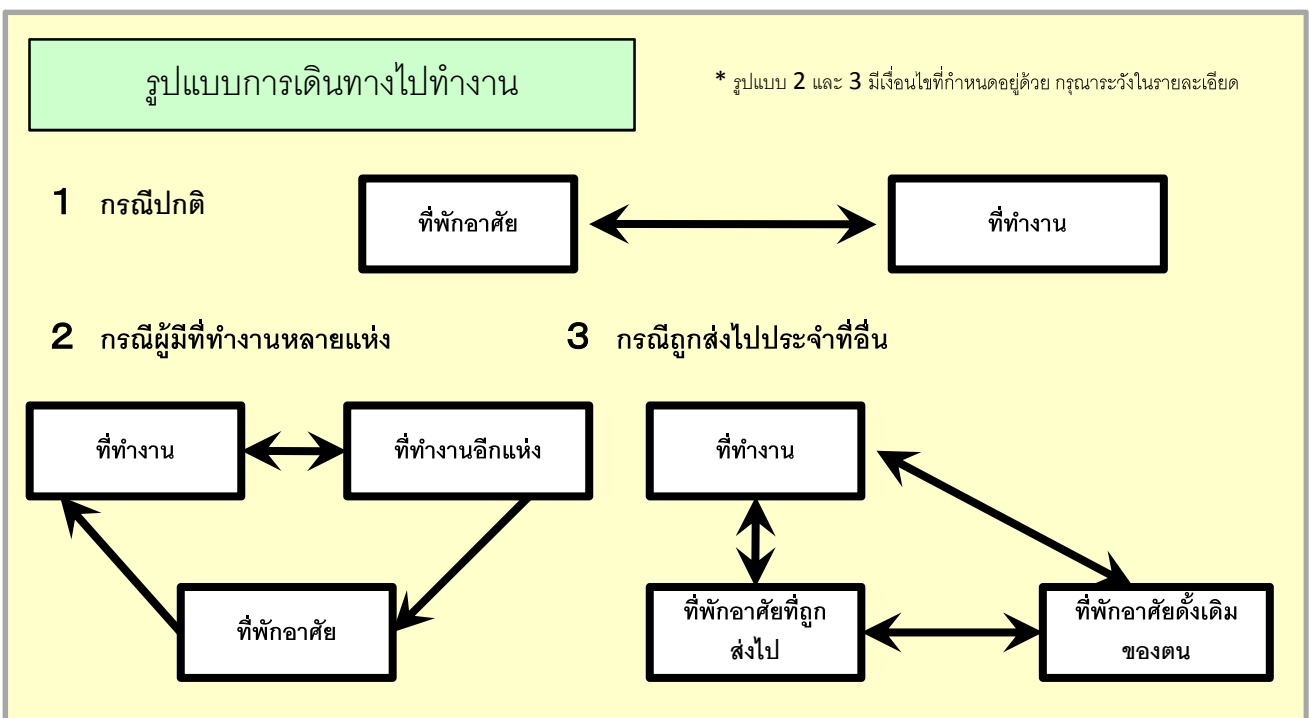 รูปแบบการเดินทางไปทำงาน
* รูปแบบ 2 และ 3 มีเงื่อนไขที่กำหนดอยู่ด้วย กรุณาระวังในรายละเอียด
1 กรณีปกติ
ที่พักอาศัย
ที่ทำงาน
2 กรณีผู้มีที่ทำงานหลายแห่ง
3 กรณีถูกส่งไปประจำที่อื่น
ที่ทำงาน
ที่ทำงานอีกแห่ง
ที่พักอาศัย
ที่ทำงาน
ที่พักอาศัยที่ถูก
ส่งไป
ที่พักอาศัยดั้งเดิม
ของตน